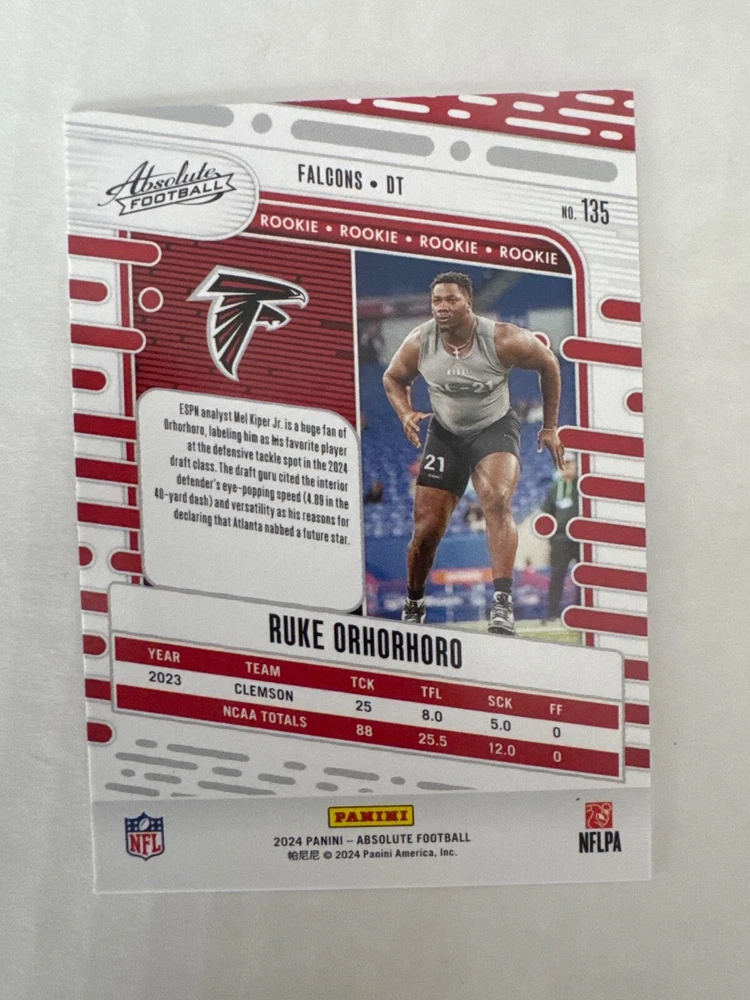 Absolute
FOOTBALL
FALCONS • DT
NO. 135
ROOKIE • ROOKIE • ROOKIE • ROOKIE
21
21
ESPN analyst Mel Kiper Jr. is a huge fan of
Orhorhoro, labeling him as his favorite player
at the defensive tackle spot in the 2024
draft class. The draft guru cited the interior
defender's eye-popping speed (4.89 in the
40-yard dash) and versatility as his reasons for
declaring that Atlanta nabbed a future star.
RUKE ORHORHORO
YEAR TEAM TCK TFL SCK FF
2023 CLEMSON 25 8.0 5.0 0
NCAA TOTALS 88 25.5 12.0 0
NFL
PANINI
2024 PANINI – ABSOLUTE FOOTBALL
帕尼尼 © 2024 Panini America, Inc.
NFLPA